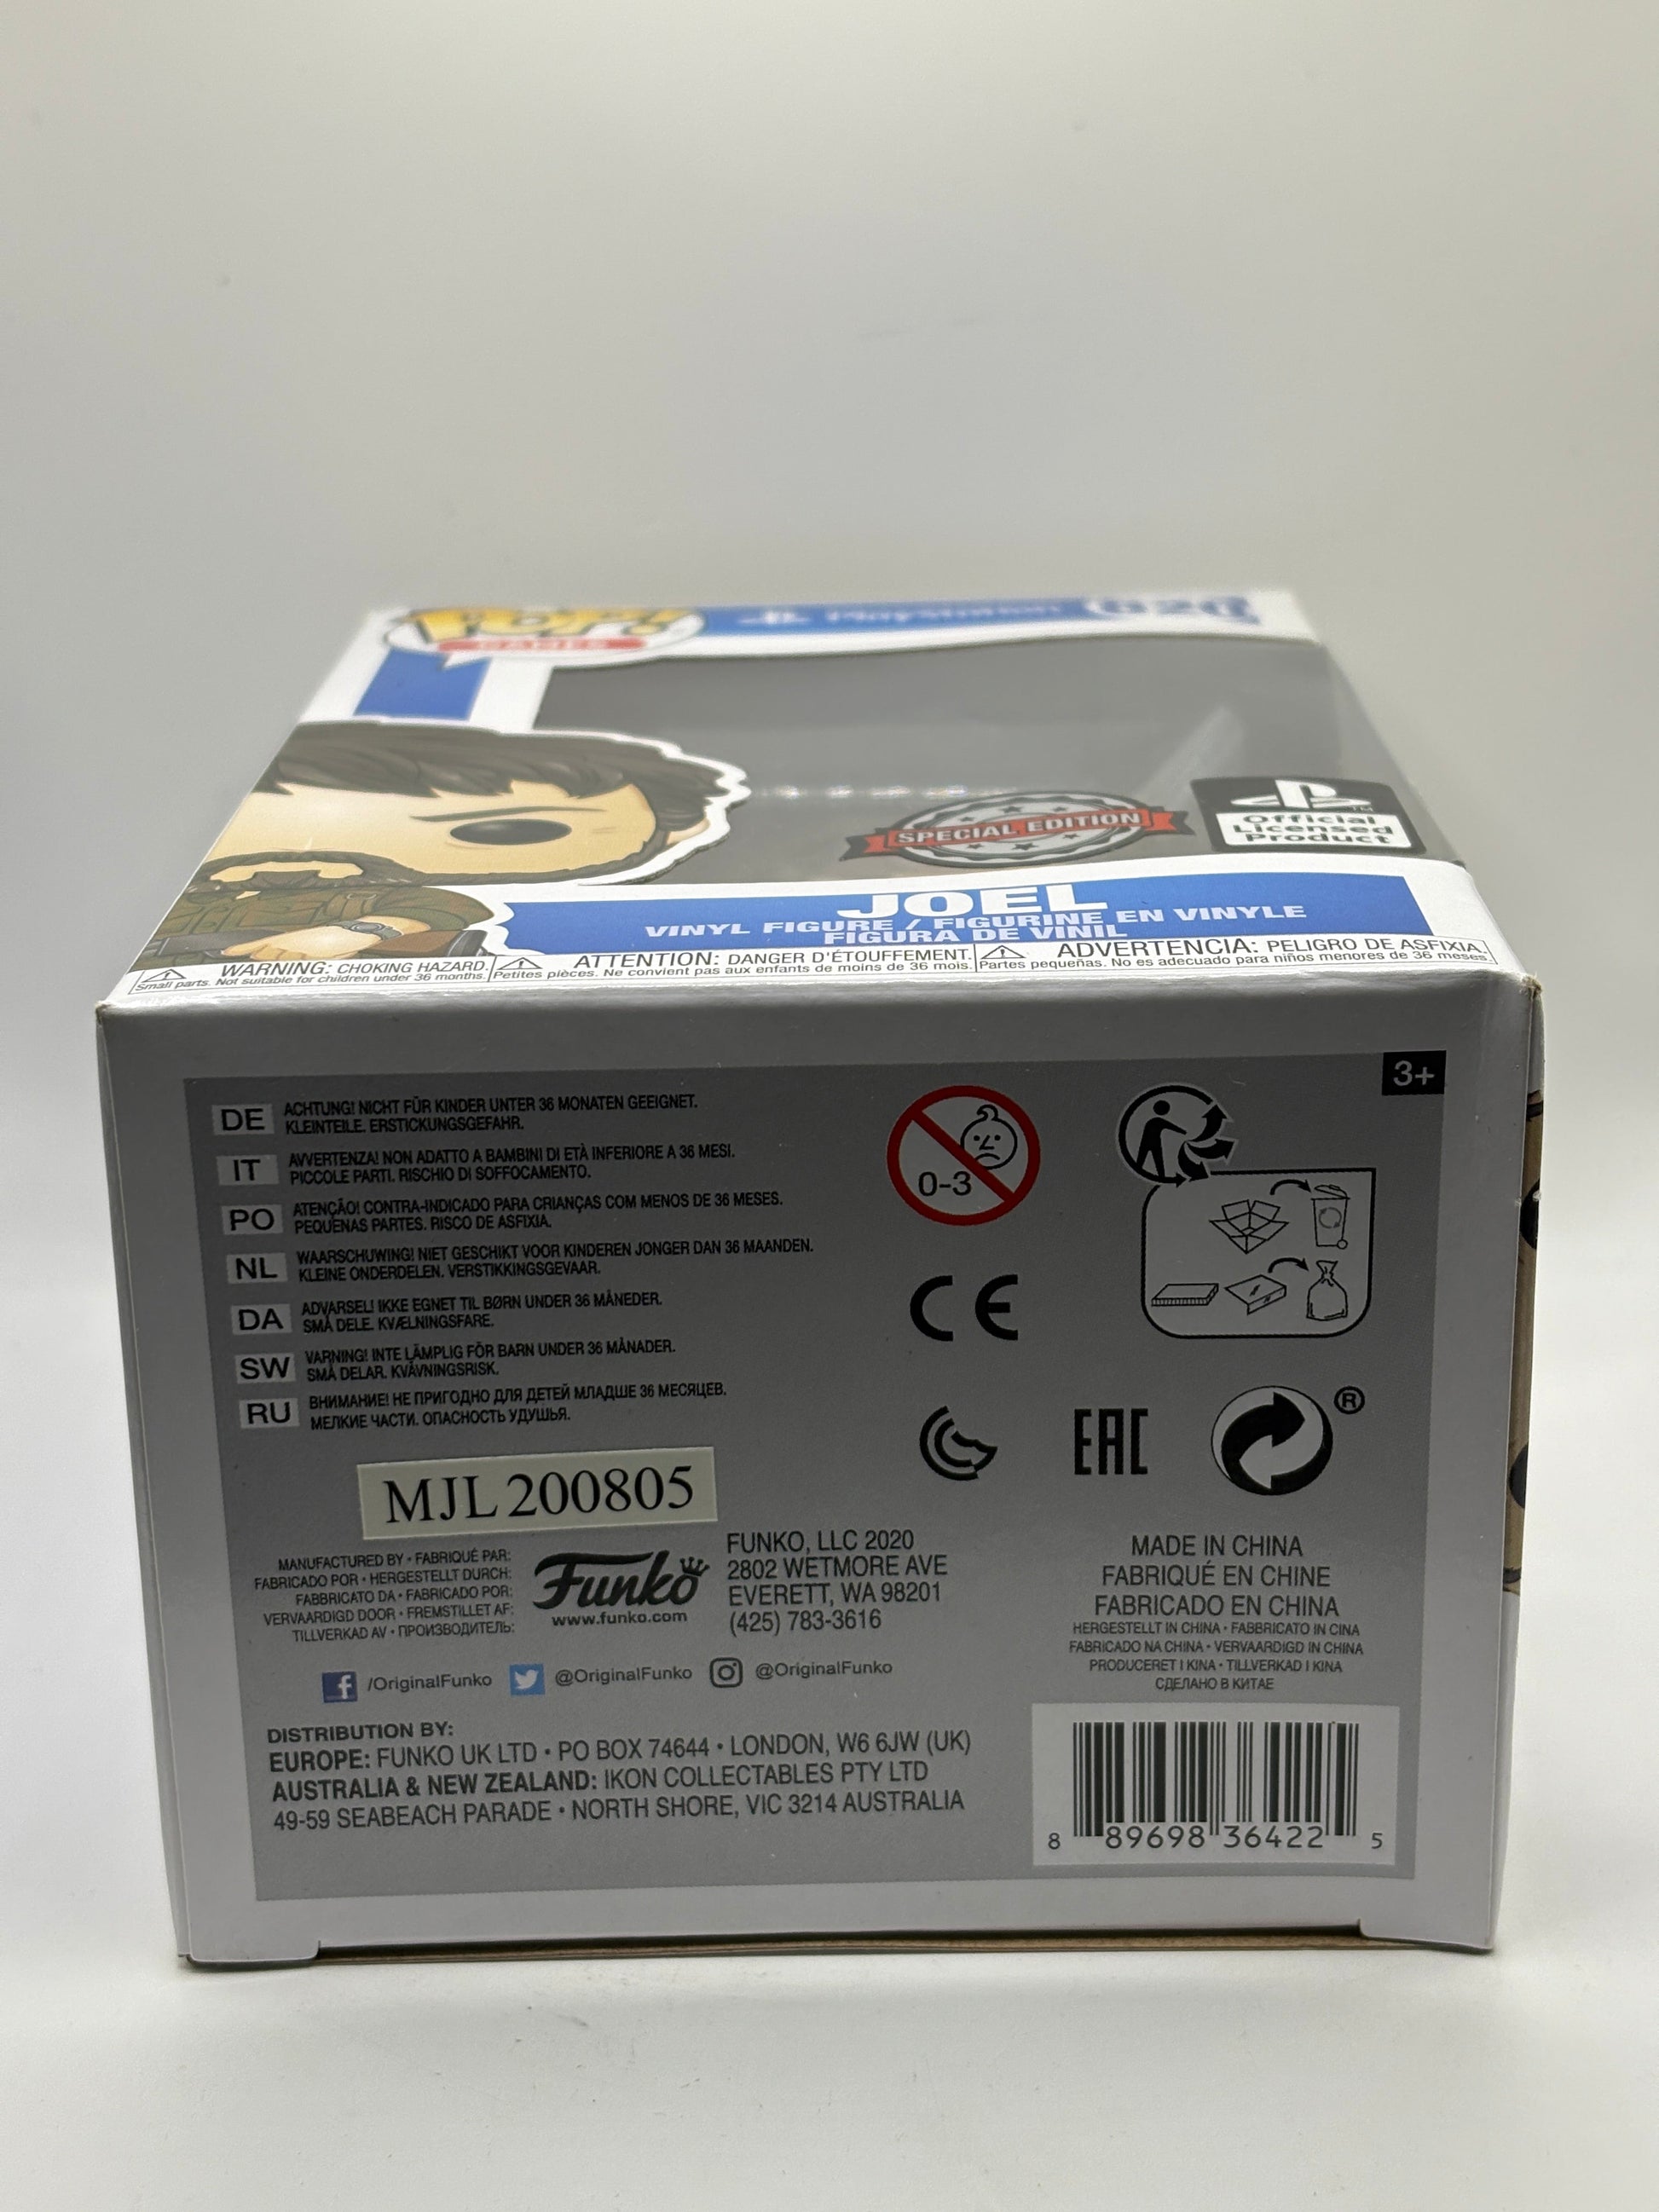 POP!
GAMES
PlayStation
SPECIAL EDITION
TM
Official
Licensed
Product
JOEL
VINYL FIGURE / FIGURINE EN VINYLE
FIGURA DE VINIL
WARNING: CHOKING HAZARD.
Small parts. Not suitable for children under 36 months.
ATTENTION: DANGER D'ÉTOUFFEMENT.
Petites pièces. Ne convient pas aux enfants de moins de 36 mois.
ADVERTENCIA: PELIGRO DE ASFIXIA.
Partes pequeñas. No es adecuado para niños menores de 36 meses.
3+
DE ACHTUNG! NICHT FÜR KINDER UNTER 36 MONATEN GEEIGNET.
KLEINTEILE. ERSTICKUNGSGEFAHR.
IT AVVERTENZA! NON ADATTO A BAMBINI DI ETÀ INFERIORE A 36 MESI.
PICCOLE PARTI. RISCHIO DI SOFFOCAMENTO.
PO ATENÇÃO! CONTRA-INDICADO PARA CRIANÇAS COM MENOS DE 36 MESES.
PEQUENAS PARTES. RISCO DE ASFIXIA.
NL WAARSCHUWING! NIET GESCHIKT VOOR KINDEREN JONGER DAN 36 MAANDEN.
KLEINE ONDERDELEN. VERSTIKKINGSGEVAAR.
DA ADVARSEL! IKKE EGNET TIL BØRN UNDER 36 MÅNEDER.
SMÅ DELE. KVÆLNINGSFARE.
SW VARNING! INTE LÄMPLIG FÖR BARN UNDER 36 MÅNADER.
SMÅ DELAR. KVÄVNINGSRISK.
RU ВНИМАНИЕ! НЕ ПРИГОДНО ДЛЯ ДЕТЕЙ МЛАДШЕ 36 МЕСЯЦЕВ.
МЕЛКИЕ ЧАСТИ. ОПАСНОСТЬ УДУШЬЯ.
0-3
CE
EAC
®
MJL 200805
MANUFACTURED BY • FABRIQUÉ PAR:
FABRICADO POR • HERGESTELLT DURCH:
FABBRICATO DA • FABRICADO POR:
VERVAARDIGD DOOR • FREMSTILLET AF:
TILLVERKAD AV • ПРОИЗВОДИТЕЛЬ:
Funko
www.funko.com
FUNKO, LLC 2020
2802 WETMORE AVE
EVERETT, WA 98201
(425) 783-3616
MADE IN CHINA
FABRIQUÉ EN CHINE
FABRICADO EN CHINA
HERGESTELLT IN CHINA • FABBRICATO IN CINA
FABRICADO NA CHINA • VERVAARDIGD IN CHINA
PRODUCERET I KINA • TILLVERKAD I KINA
СДЕЛАНО В КИТАЕ
f /OriginalFunko @OriginalFunko @OriginalFunko
DISTRIBUTION BY:
EUROPE: FUNKO UK LTD • PO BOX 74644 • LONDON, W6 6JW (UK)
AUSTRALIA & NEW ZEALAND: IKON COLLECTABLES PTY LTD
49-59 SEABEACH PARADE • NORTH SHORE, VIC 3214 AUSTRALIA
8 89698 36422 5